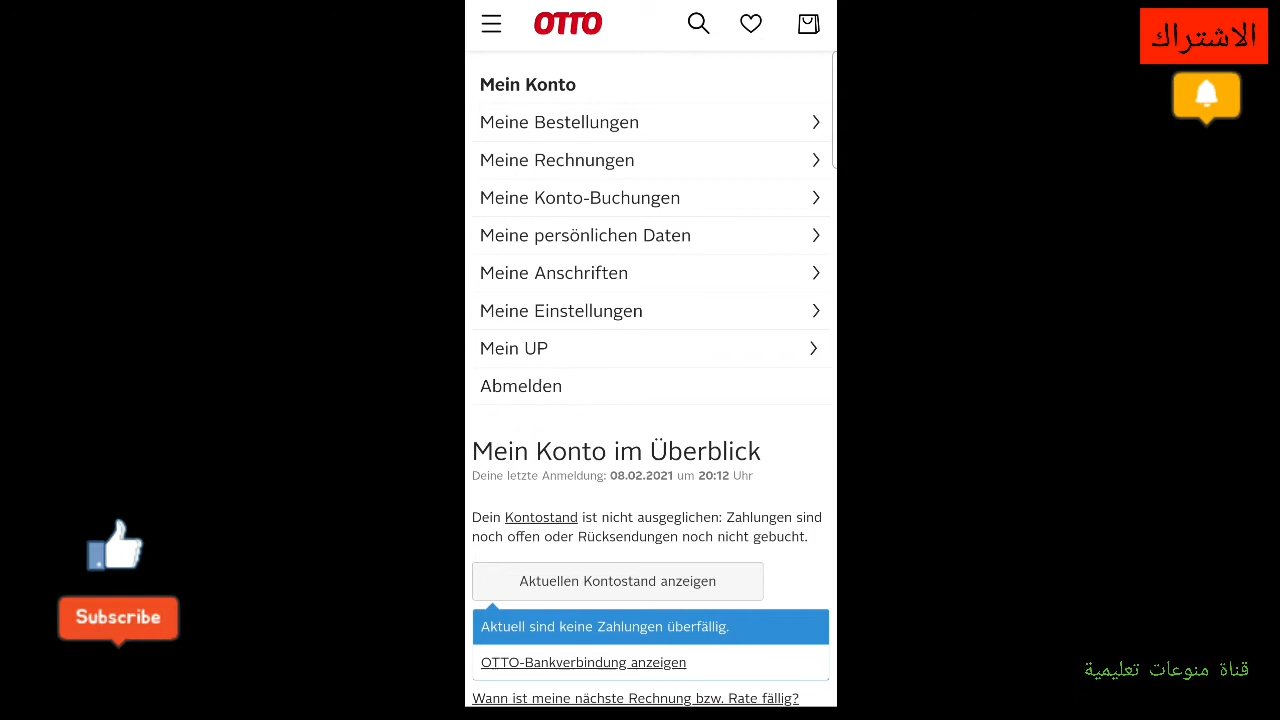 OTTO
الاشتراك
Mein Konto
Meine Bestellungen
Meine Rechnungen
Meine Konto-Buchungen
Meine persönlichen Daten
Meine Anschriften
Meine Einstellungen
Mein UP
Abmelden
Mein Konto im Überblick
Deine letzte Anmeldung: 08.02.2021 um 20:12 Uhr
Dein Kontostand ist nicht ausgeglichen: Zahlungen sind
noch offen oder Rücksendungen noch nicht gebucht.
Aktuellen Kontostand anzeigen
Aktuell sind keine Zahlungen überfällig.
OTTO-Bankverbindung anzeigen
Wann ist meine nächste Rechnung bzw. Rate fällig?
Subscribe
قناة منوعات تعليمية